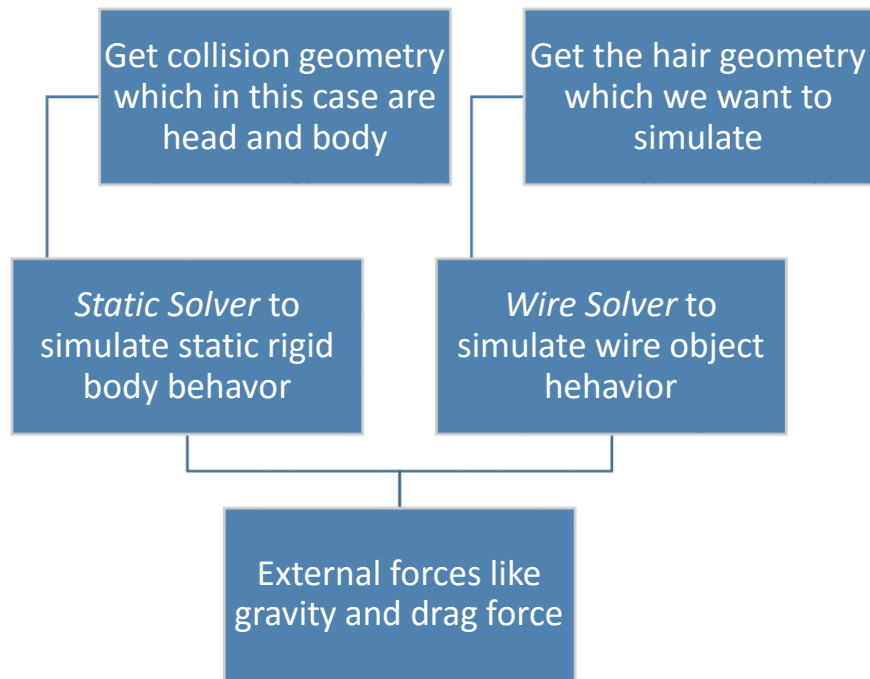 Get collision geometry
which in this case are
head and body
Get the hair geometry
which we want to
simulate
Static Solver to
simulate static rigid
body behavor
Wire Solver to
simulate wire object
hehavior
External forces like
gravity and drag force